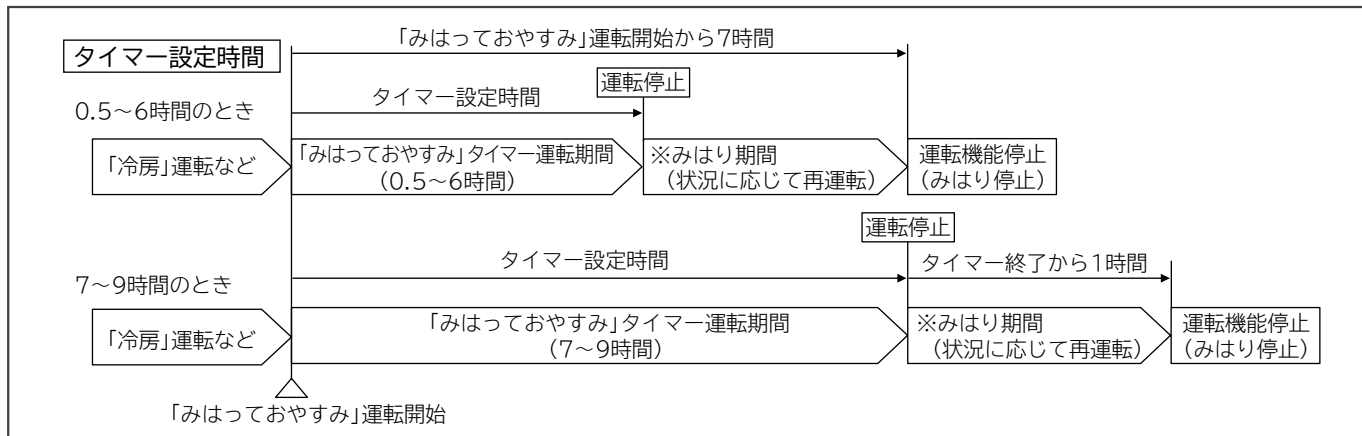 タイマー設定時間
「みはっておやすみ」運転開始から7時間
0.5〜6時間のとき
タイマー設定時間
運転停止
「冷房」運転など
「みはっておやすみ」タイマー運転期間
(0.5〜6時間)
※みはり期間
(状況に応じて再運転)
運転機能停止
(みはり停止)
7〜9時間のとき
タイマー設定時間
運転停止
タイマー終了から1時間
「冷房」運転など
「みはっておやすみ」タイマー運転期間
(7〜9時間)
※みはり期間
(状況に応じて再運転)
運転機能停止
(みはり停止)
「みはっておやすみ」運転開始